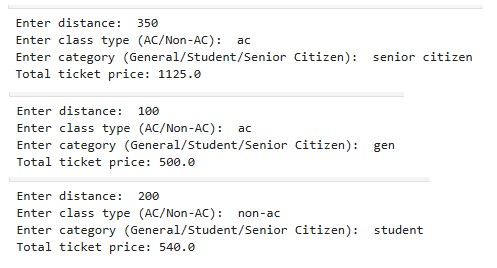 Enter distance:  350
Enter class type (AC/Non-AC):  ac
Enter category (General/Student/Senior Citizen):  senior citizen
Total ticket price: 1125.0
Enter distance:  100
Enter class type (AC/Non-AC):  ac
Enter category (General/Student/Senior Citizen):  gen
Total ticket price: 500.0
Enter distance:  200
Enter class type (AC/Non-AC):  non-ac
Enter category (General/Student/Senior Citizen):  student
Total ticket price: 540.0